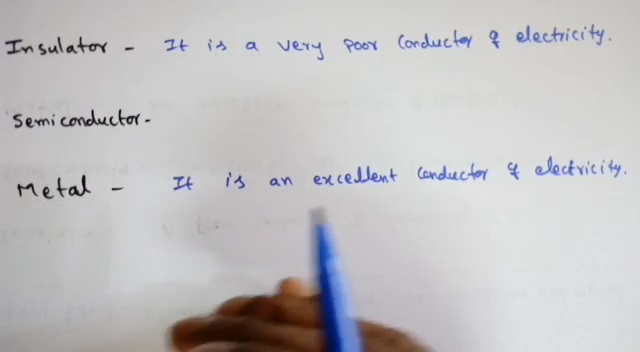 Insulator - It is a very poor conductor of electricity.
Semiconductor-
Metal - It is an excellent conductor of electricity.